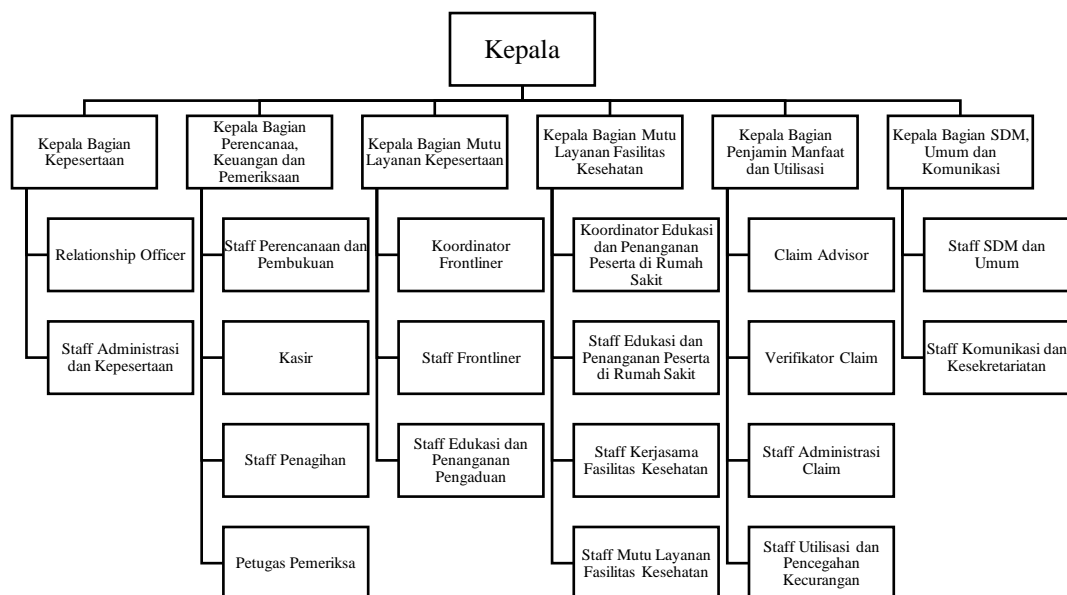 Kepala
Kepala Bagian
Kepesertaan
Relationship Officer
Staff Administrasi
dan Kepesertaan
Kepala Bagian
Perencanaa,
Keuangan dan
Pemeriksaan
Staff Perencanaan dan
Pembukuan
Kasir
Staff Penagihan
Petugas Pemeriksa
Kepala Bagian Mutu
Layanan Kepesertaan
Koordinator
Frontliner
Staff Frontliner
Staff Edukasi dan
Penanganan
Pengaduan
Kepala Bagian Mutu
Layanan Fasilitas
Kesehatan
Koordinator Edukasi
dan Penanganan
Peserta di Rumah
Sakit
Staff Edukasi dan
Penanganan Peserta
di Rumah Sakit
Staff Kerjasama
Fasilitas Kesehatan
Staff Mutu Layanan
Fasilitas Kesehatan
Kepala Bagian
Penjamin Manfaat
dan Utilisasi
Claim Advisor
Verifikator Claim
Staff Administrasi
Claim
Staff Utilisasi dan
Pencegahan
Kecurangan
Kepala Bagian SDM,
Umum dan
Komunikasi
Staff SDM dan
Umum
Staff Komunikasi dan
Kesekretariatan